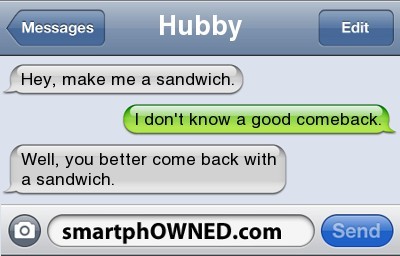 Messages
Hubby
Edit
Hey, make me a sandwich.
I don't know a good comeback.
Well, you better come back with
a sandwich.
smartphOWNED.com
Send